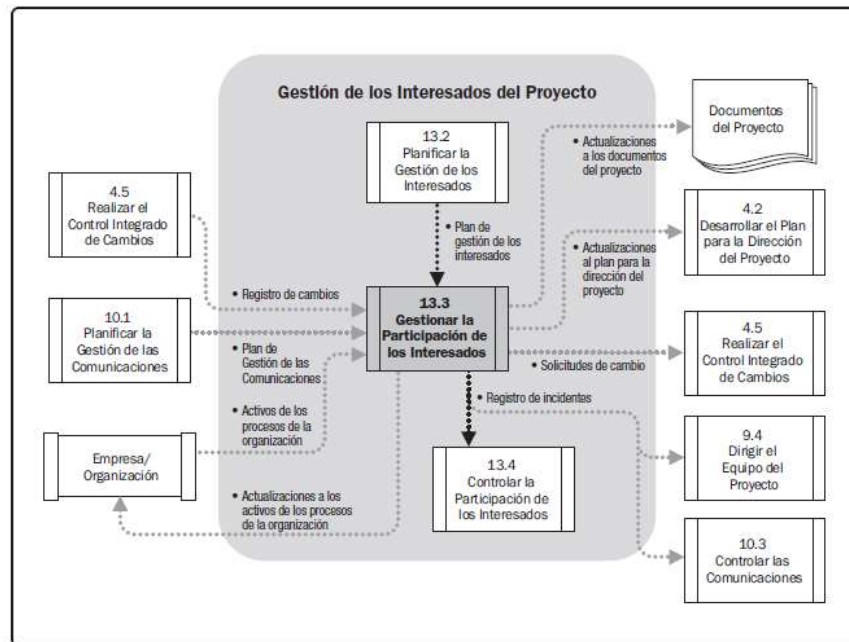 Gestión de los Interesados del Proyecto
13.2
Planificar la
Gestión de los
Interesados
4.5
Realizar el
Control Integrado
de Cambios
10.1
Planificar la
Gestión de las
Comunicaciones
Empresa/
Organización
• Registro de cambios
• Plan de
Gestión de las
Comunicaciones
• Activos de los
procesos de la
organización
• Actualizaciones a los
activos de los procesos
de la organización
• Plan de
gestión de los
interesados
13.3
Gestionar la
Participación de
los Interesados
13.4
Controlar la
Participación de
los Interesados
• Actualizaciones
a los documentos
del proyecto
• Actualizaciones
al plan para la
dirección del
proyecto
• Solicitudes de cambio
• Registro de incidentes
Documentos
del Proyecto
4.2
Desarrollar el Plan
para la Dirección
del Proyecto
4.5
Realizar el
Control Integrado
de Cambios
9.4
Dirigir el
Equipo del
Proyecto
10.3
Controlar las
Comunicaciones